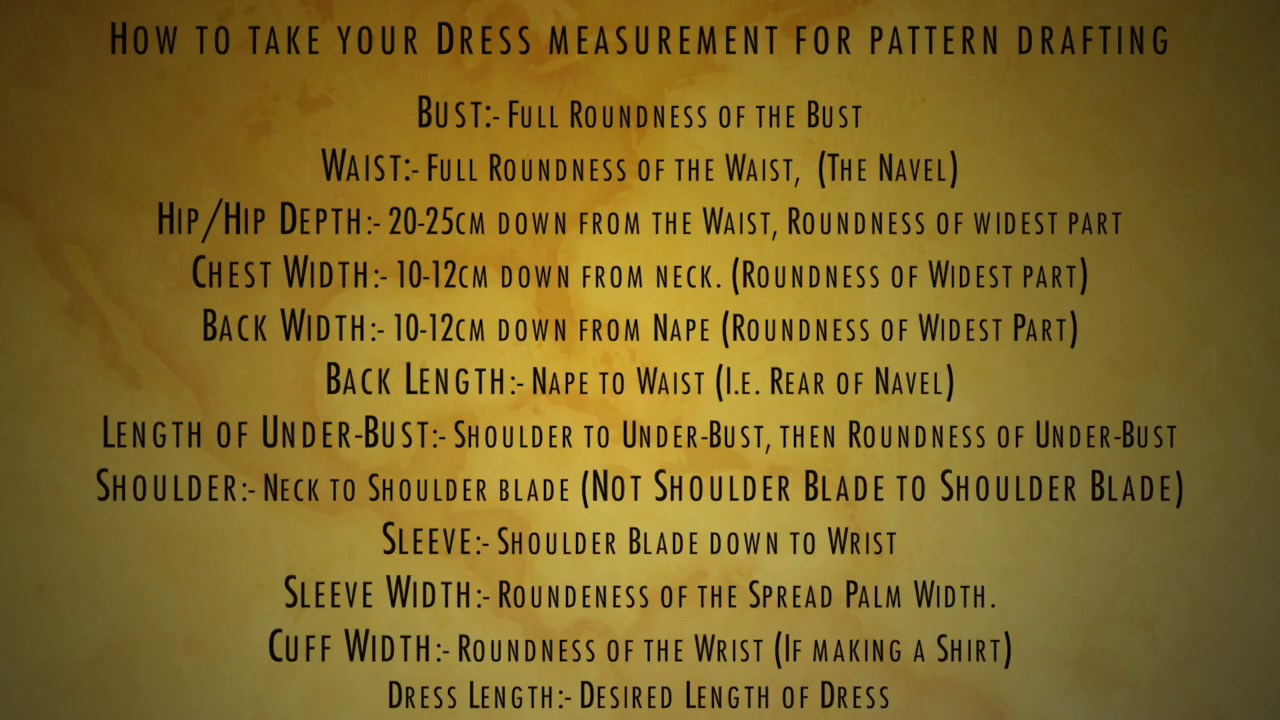 How to take your Dress measurement for pattern drafting
Bust:- Full Roundness of the Bust
Waist:- Full Roundness of the Waist, (The Navel)
Hip/Hip Depth:- 20-25cm down from the Waist, Roundness of widest part
Chest Width:- 10-12cm down from neck. (Roundness of Widest part)
Back Width:- 10-12cm down from Nape (Roundness of Widest Part)
Back Length:- Nape to Waist (I.e. Rear of Navel)
Length of Under-Bust:- Shoulder to Under-Bust, then Roundness of Under-Bust
Shoulder:- Neck to Shoulder blade (Not Shoulder Blade to Shoulder Blade)
Sleeve:- Shoulder Blade down to Wrist
Sleeve Width:- Roundeness of the Spread Palm Width.
Cuff Width:- Roundness of the Wrist (If making a Shirt)
Dress Length:- Desired Length of Dress